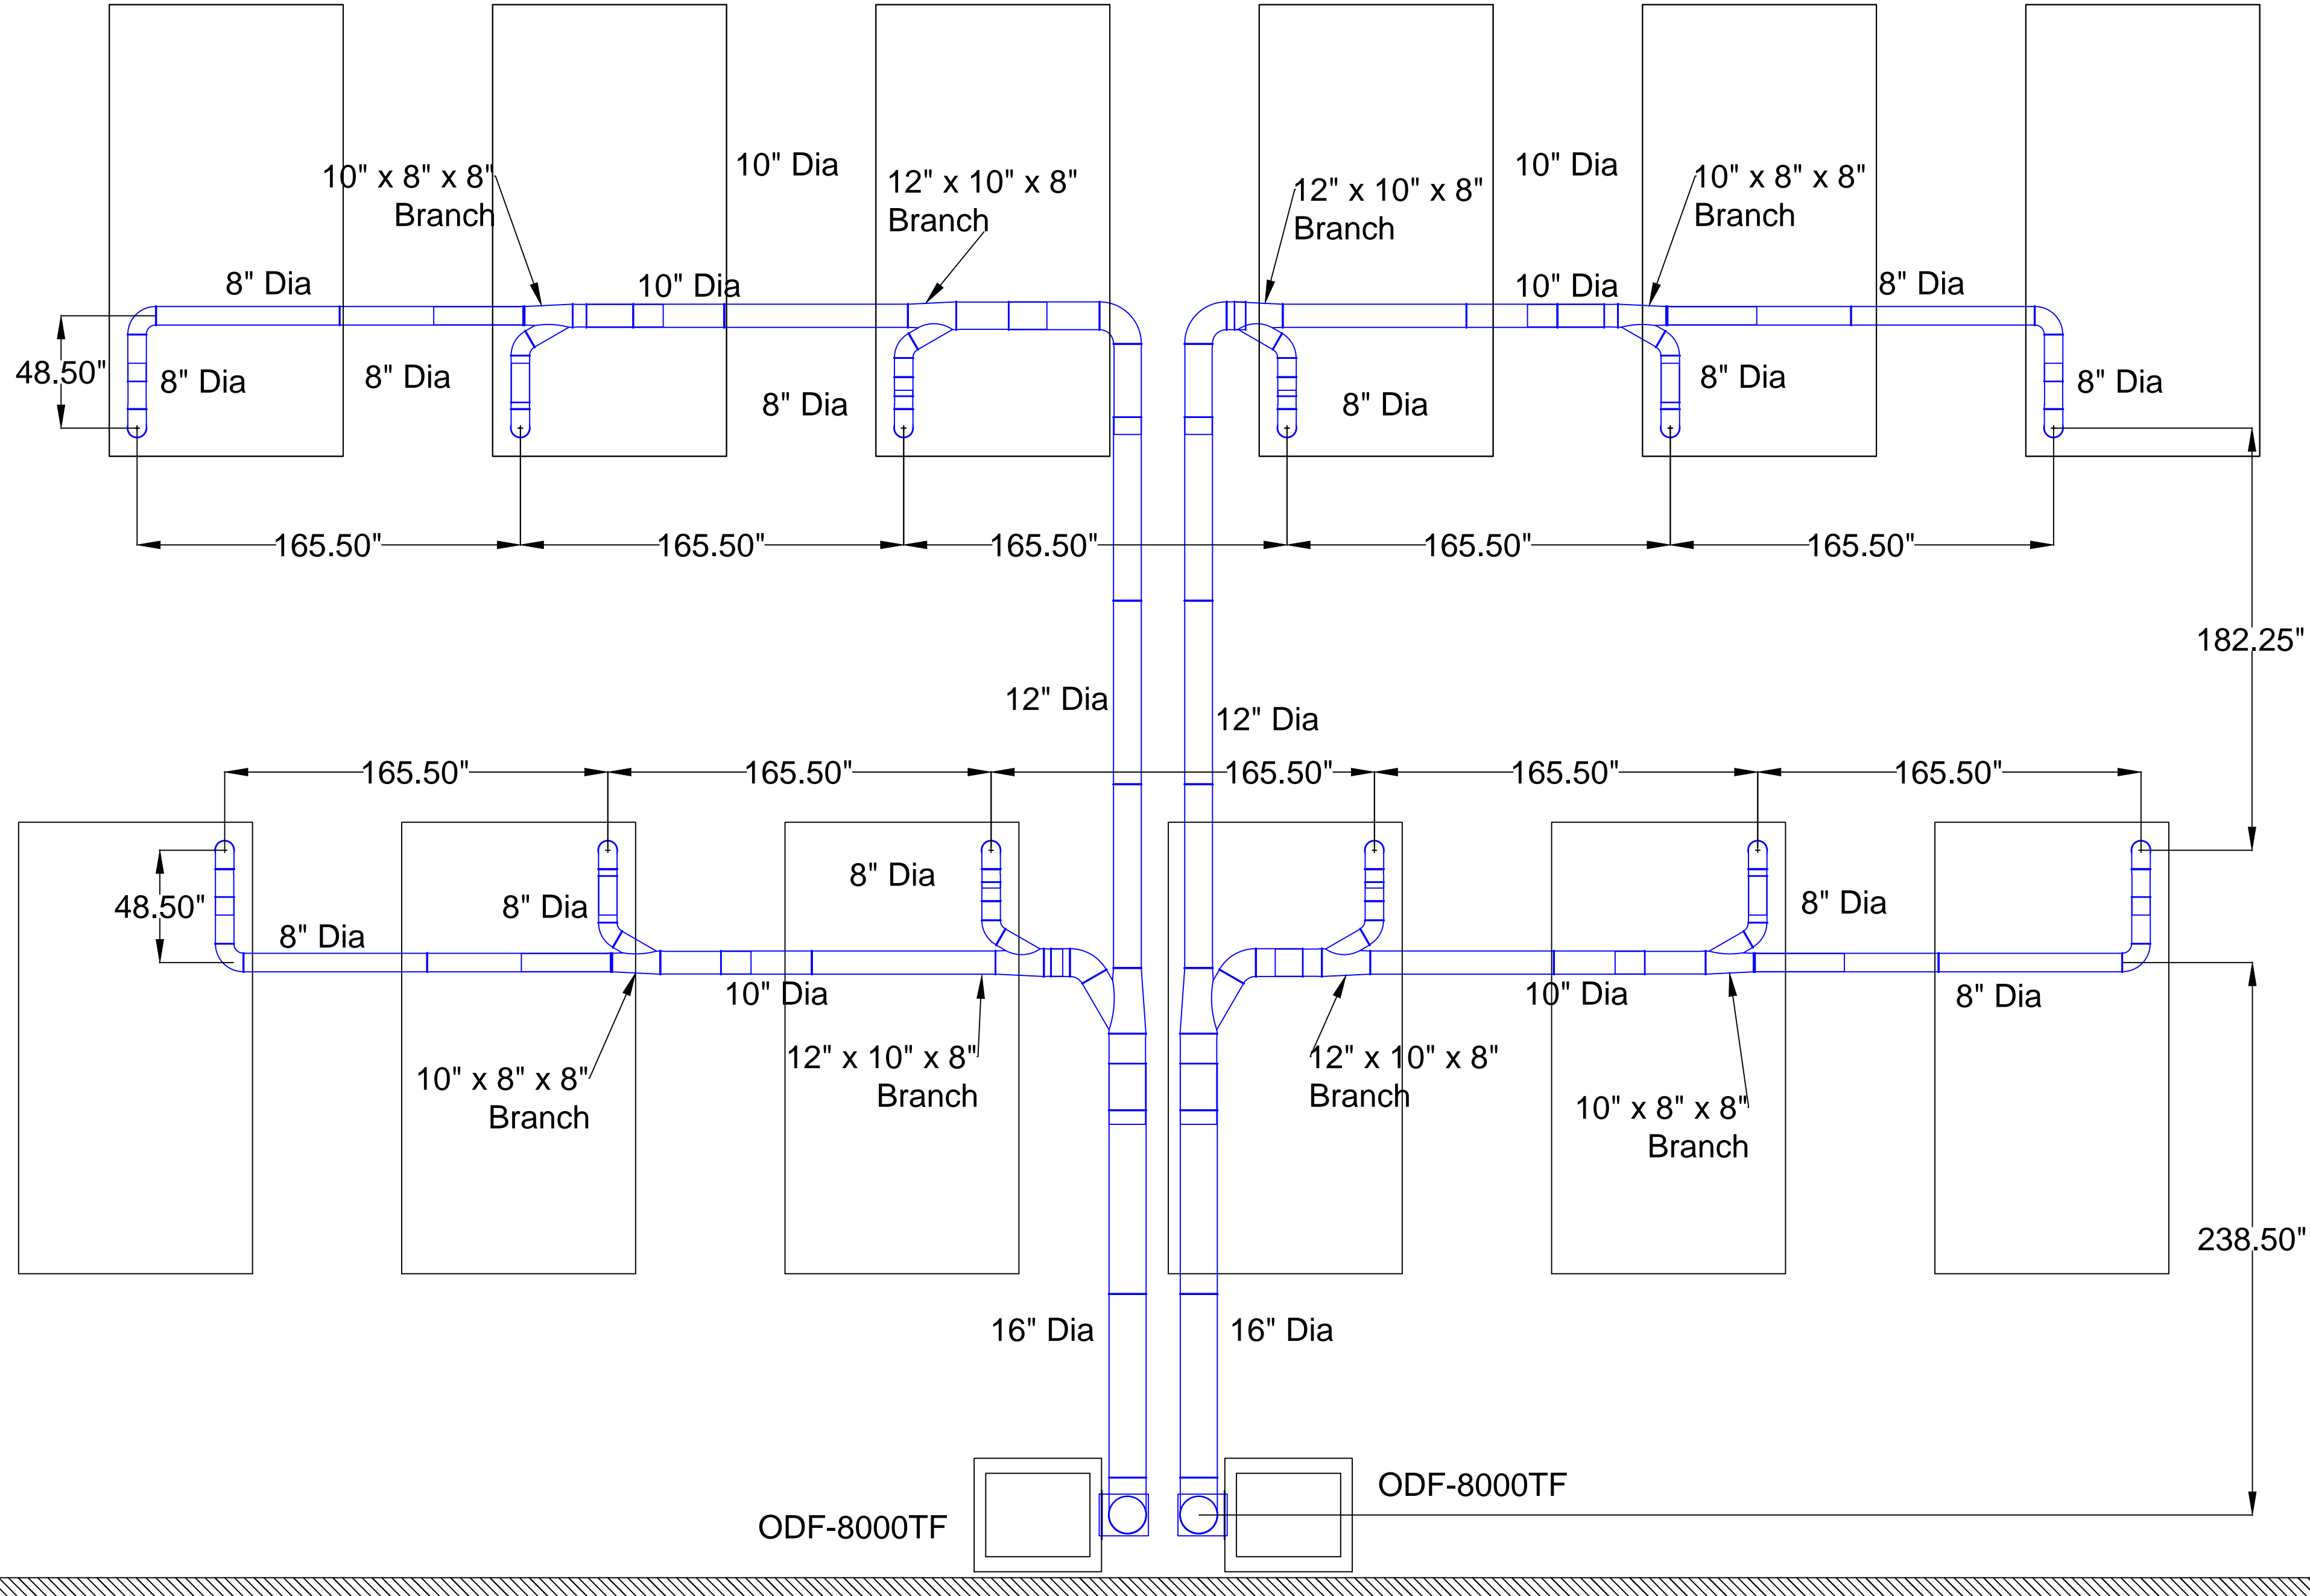 10" Dia
10" Dia
10" x 8" x 8"
Branch
12" x 10" x 8"
Branch
12" x 10" x 8"
Branch
10" x 8" x 8"
Branch
8" Dia
10" Dia
10" Dia
8" Dia
48.50"
8" Dia
8" Dia
8" Dia
8" Dia
8" Dia
8" Dia
165.50"
165.50"
165.50"
165.50"
165.50"
182.25"
12" Dia
12" Dia
165.50"
165.50"
165.50"
165.50"
165.50"
8" Dia
48.50"
8" Dia
8" Dia
8" Dia
10" Dia
10" Dia
8" Dia
12" x 10" x 8"
Branch
12" x 10" x 8"
Branch
10" x 8" x 8"
Branch
10" x 8" x 8"
Branch
238.50"
16" Dia
16" Dia
ODF-8000TF
ODF-8000TF